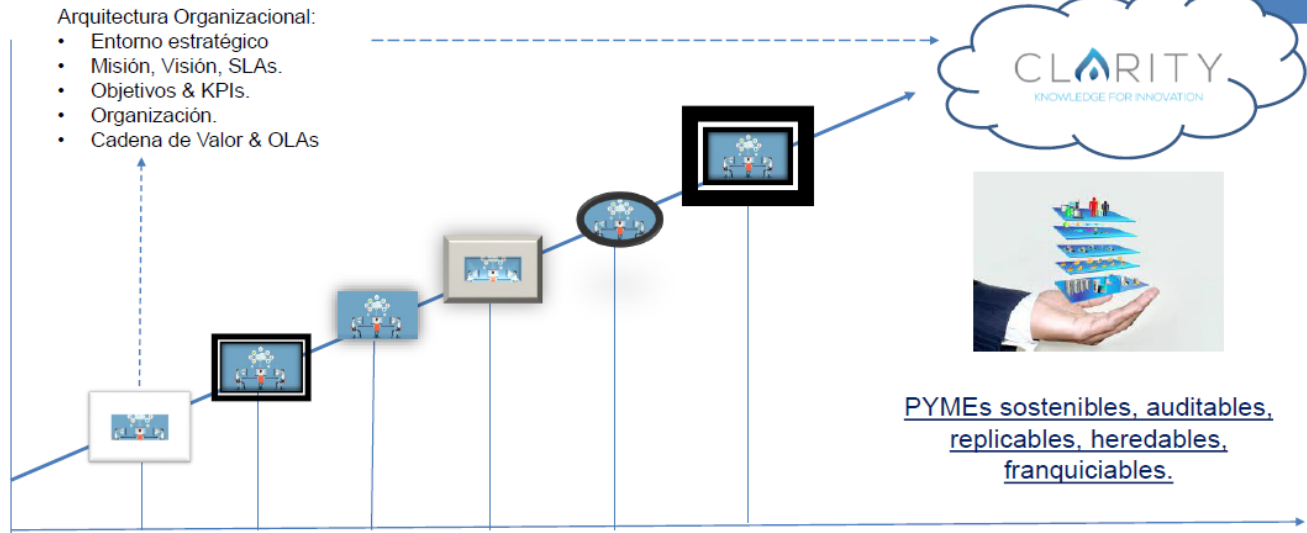 Arquitectura Organizacional:
• Entorno estratégico
• Misión, Visión, SLAs.
• Objetivos & KPIs.
• Organización.
• Cadena de Valor & OLAs
CLARITY
KNOWLEDGE FOR INNOVATION
PYMEs sostenibles, auditables,
replicables, heredables,
franquiciables.